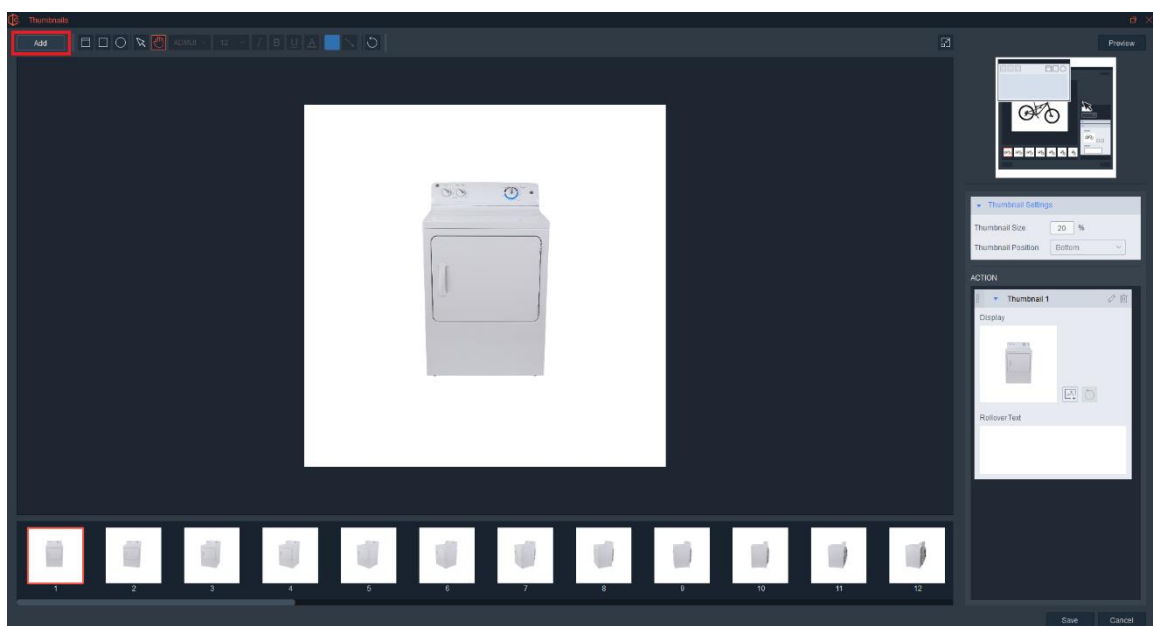 Thumbnails
Add
12
I B U A
Preview
Thumbnail Settings
Thumbnail Size 20 %
Thumbnail Position Bottom
ACTION
Thumbnail 1
Display
Rollover Text
1 2 3 4 5 6 7 8 9 10 11 12
Save Cancel